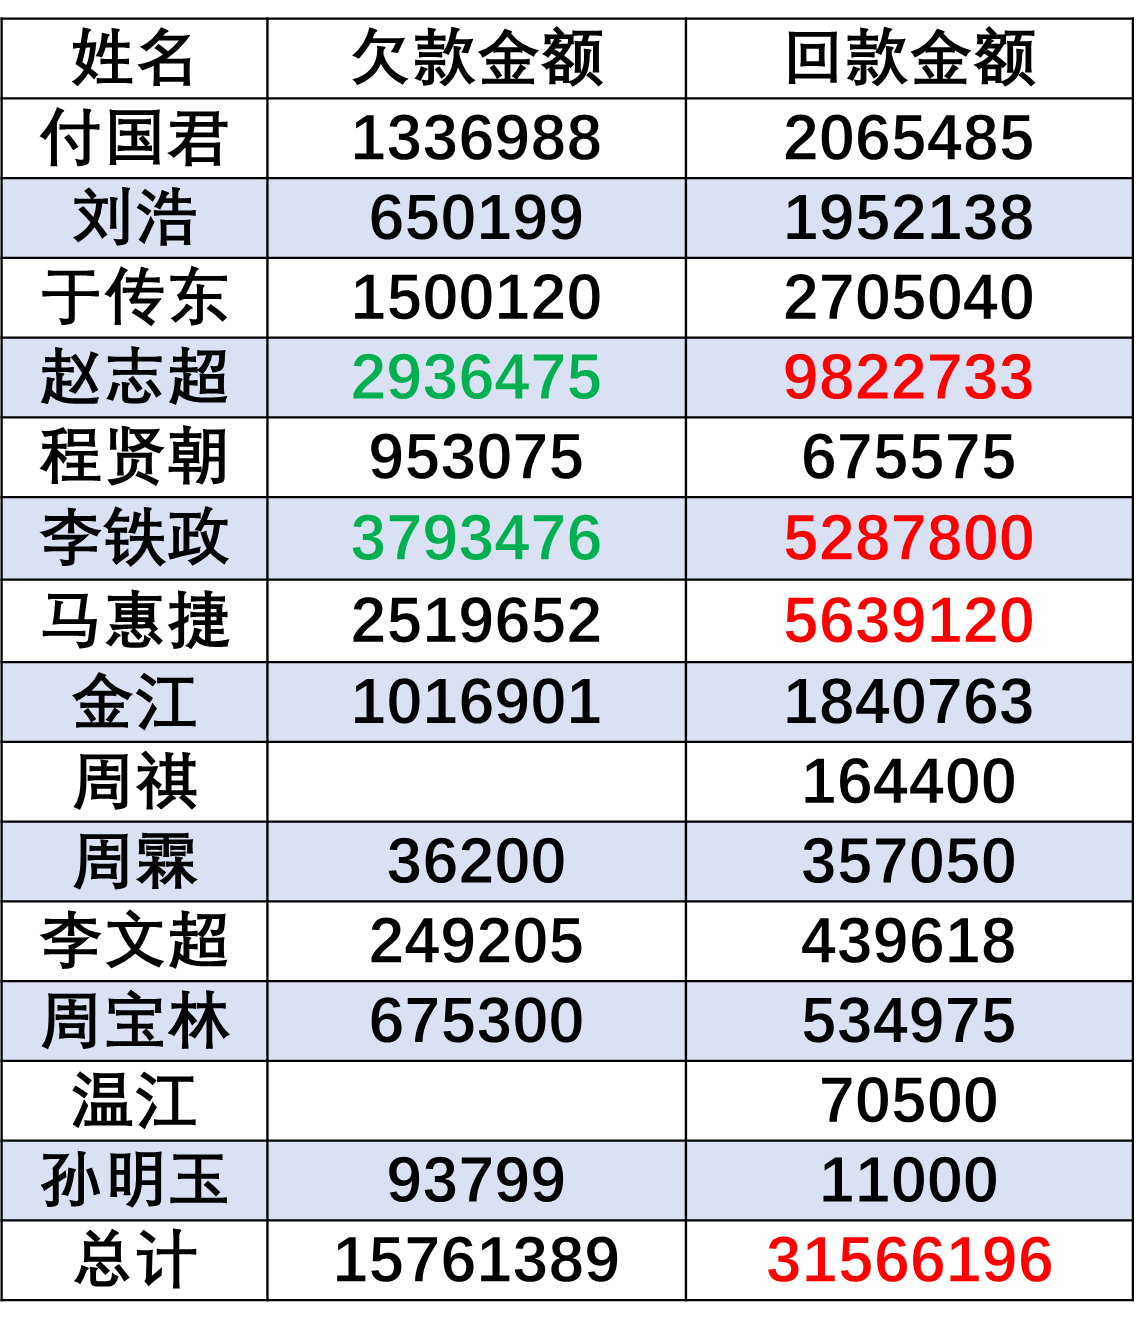 姓名 欠款金额 回款金额
付国君 1336988 2065485
刘浩 650199 1952138
于传东 1500120 2705040
赵志超 2936475 9822733
程贤朝 953075 675575
李铁政 3793476 5287800
马惠捷 2519652 5639120
金江 1016901 1840763
周祺 164400
周霖 36200 357050
李文超 249205 439618
周宝林 675300 534975
温江 70500
孙明玉 93799 11000
总计 15761389 31566196